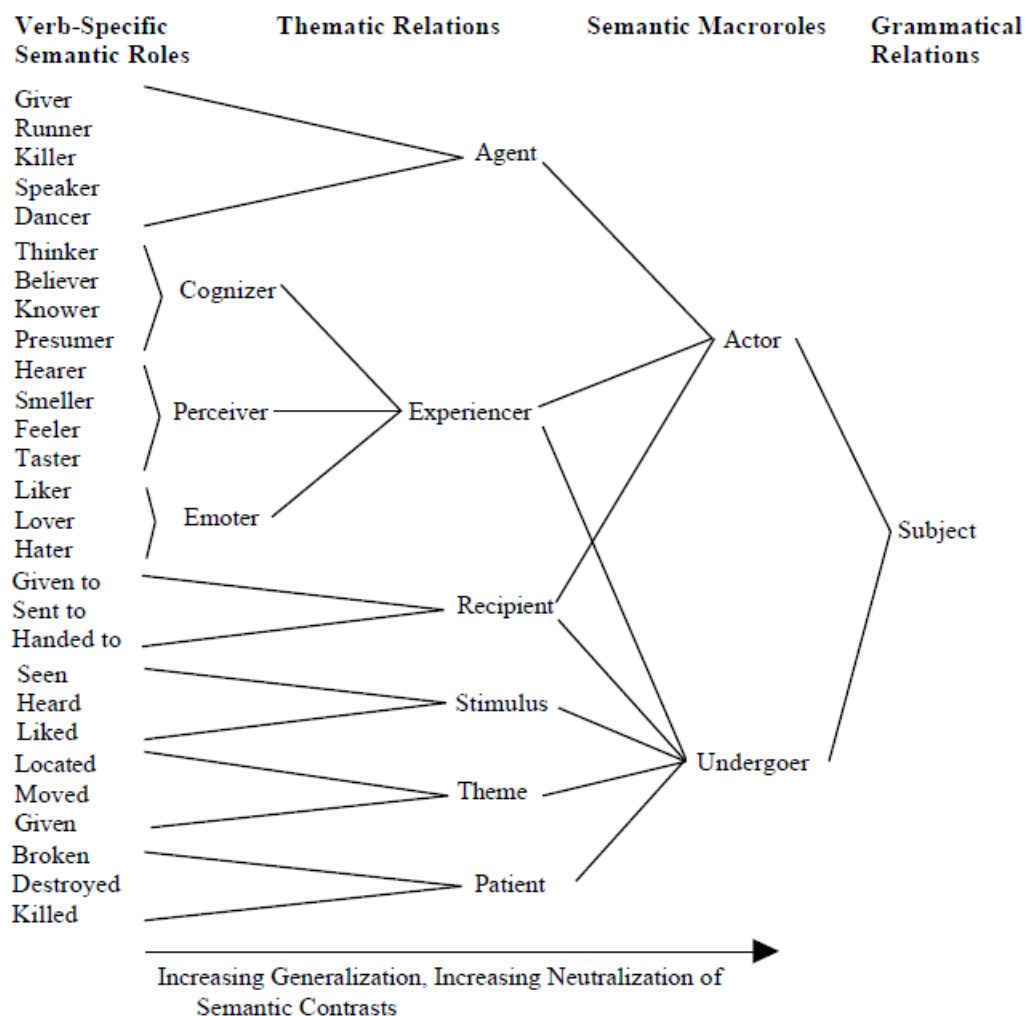 Verb-Specific
Semantic Roles
Thematic Relations
Semantic Macroroles
Grammatical
Relations
Giver
Runner
Killer
Speaker
Dancer
Thinker
Believer
Knower
Presumer
Hearer
Smeller
Feeler
Taster
Liker
Lover
Hater
Given to
Sent to
Handed to
Seen
Heard
Liked
Located
Moved
Given
Broken
Destroyed
Killed
Cognizer
Perceiver
Emoter
Agent
Experiencer
Recipient
Stimulus
Theme
Patient
Actor
Undergoer
Subject
Increasing Generalization, Increasing Neutralization of
Semantic Contrasts